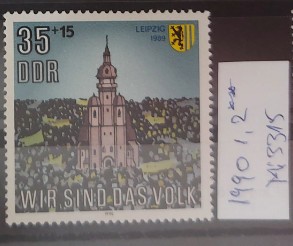 35+15
DDR
LEIPZIG
1989
WIR SIND DAS VOLK
1990 1,2 **
Mi 3315